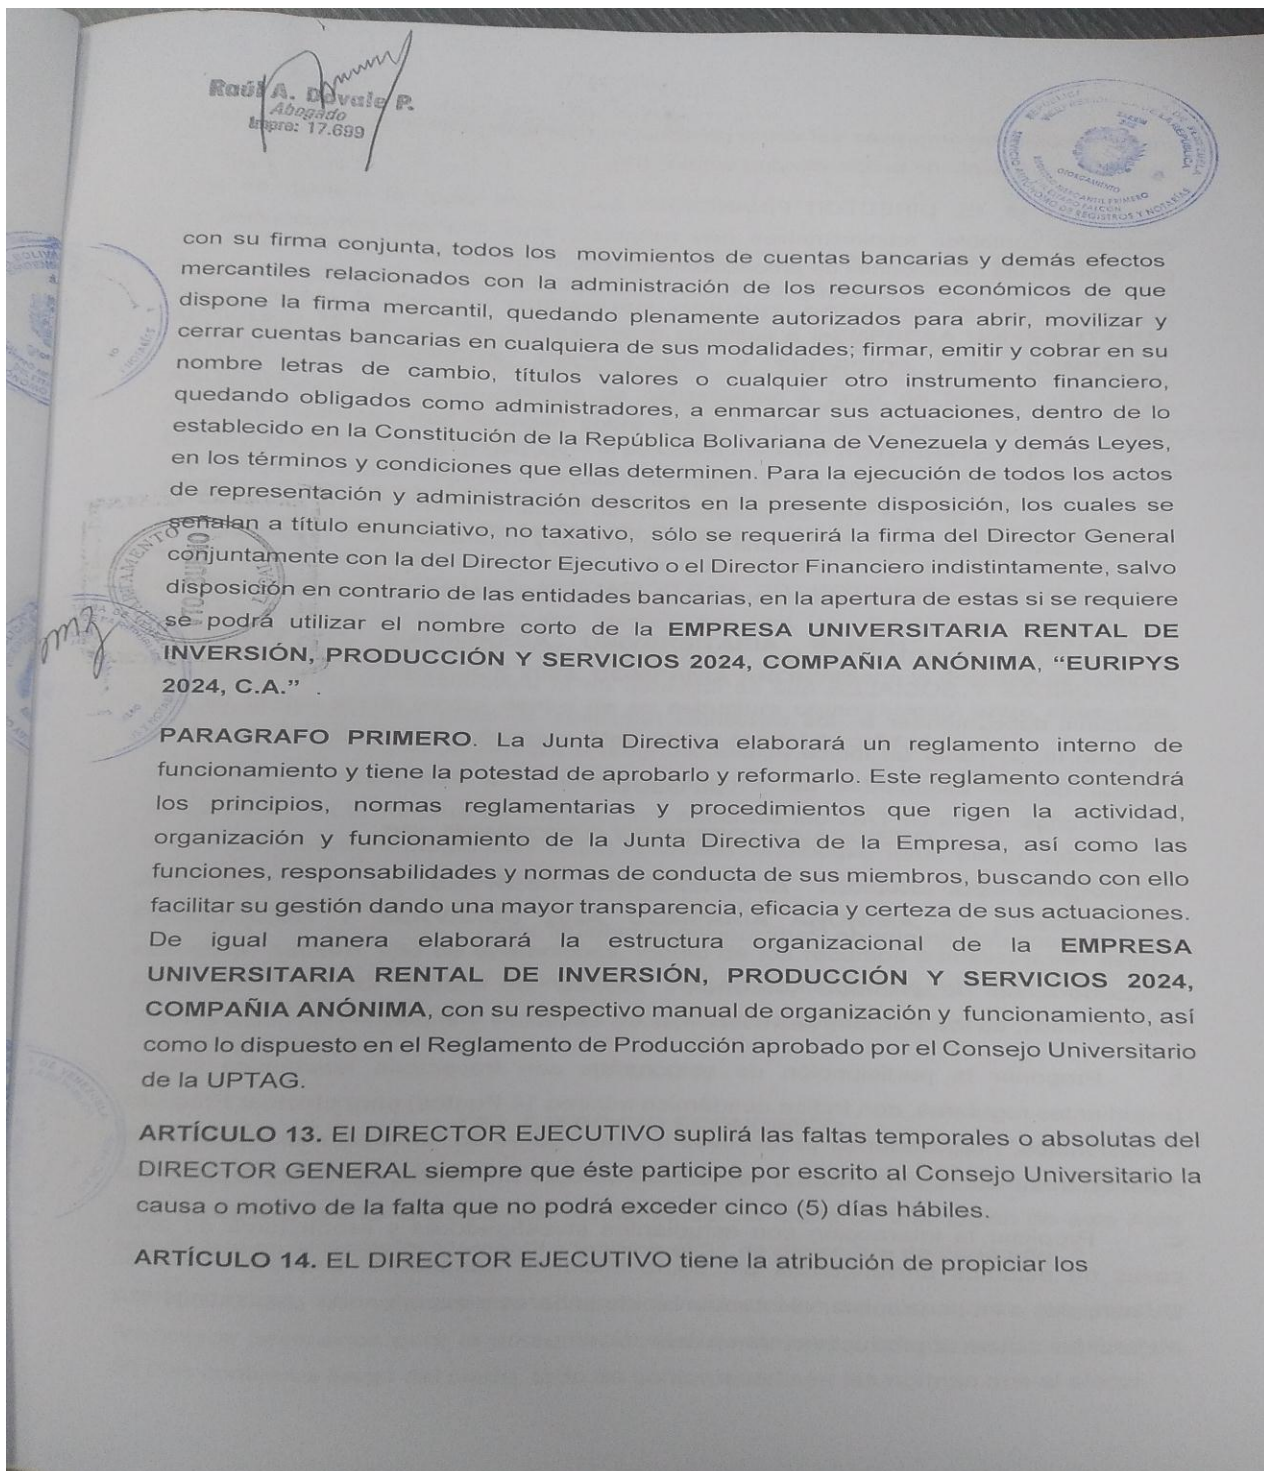 Raúl A. Dovale P.
Abogado
Impre: 17.699
SERVICIO AUTÓNOMO DE REGISTROS Y NOTARÍAS
OTORGAMIENTO
con su firma conjunta, todos los movimientos de cuentas bancarias y demás efectos
mercantiles relacionados con la administración de los recursos económicos de que
dispone la firma mercantil, quedando plenamente autorizados para abrir, movilizar y
cerrar cuentas bancarias en cualquiera de sus modalidades; firmar, emitir y cobrar en su
nombre letras de cambio, títulos valores o cualquier otro instrumento financiero,
quedando obligados como administradores, a enmarcar sus actuaciones, dentro de lo
establecido en la Constitución de la República Bolivariana de Venezuela y demás Leyes,
en los términos y condiciones que ellas determinen. Para la ejecución de todos los actos
de representación y administración descritos en la presente disposición, los cuales se
señalan a título enunciativo, no taxativo, sólo se requerirá la firma del Director General
conjuntamente con la del Director Ejecutivo o el Director Financiero indistintamente, salvo
disposición en contrario de las entidades bancarias, en la apertura de estas si se requiere
se podrá utilizar el nombre corto de la EMPRESA UNIVERSITARIA RENTAL DE
INVERSIÓN, PRODUCCIÓN Y SERVICIOS 2024, COMPAÑIA ANÓNIMA, “EURIPYS
2024, C.A.” .
PARAGRAFO PRIMERO. La Junta Directiva elaborará un reglamento interno de
funcionamiento y tiene la potestad de aprobarlo y reformarlo. Este reglamento contendrá
los principios, normas reglamentarias y procedimientos que rigen la actividad,
organización y funcionamiento de la Junta Directiva de la Empresa, así como las
funciones, responsabilidades y normas de conducta de sus miembros, buscando con ello
facilitar su gestión dando una mayor transparencia, eficacia y certeza de sus actuaciones.
De igual manera elaborará la estructura organizacional de la EMPRESA
UNIVERSITARIA RENTAL DE INVERSIÓN, PRODUCCIÓN Y SERVICIOS 2024,
COMPAÑIA ANÓNIMA, con su respectivo manual de organización y funcionamiento, así
como lo dispuesto en el Reglamento de Producción aprobado por el Consejo Universitario
de la UPTAG.
ARTÍCULO 13. El DIRECTOR EJECUTIVO suplirá las faltas temporales o absolutas del
DIRECTOR GENERAL siempre que éste participe por escrito al Consejo Universitario la
causa o motivo de la falta que no podrá exceder cinco (5) días hábiles.
ARTÍCULO 14. EL DIRECTOR EJECUTIVO tiene la atribución de propiciar los